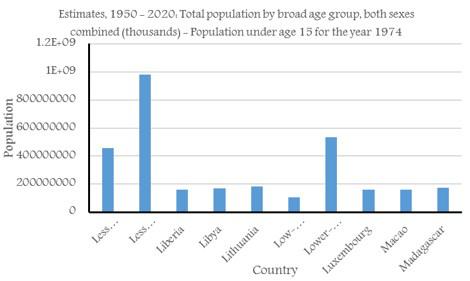 Estimates, 1950 - 2020: Total population by broad age group, both sexes
combined (thousands) - Population under age 15 for the year 1974
1.2E+09
1E+09
800000000
600000000
400000000
200000000
0
Population
Less...
Less...
Liberia
Libya
Lithuania
Low-...
Lower-...
Luxembourg
Macao
Madagascar
Country